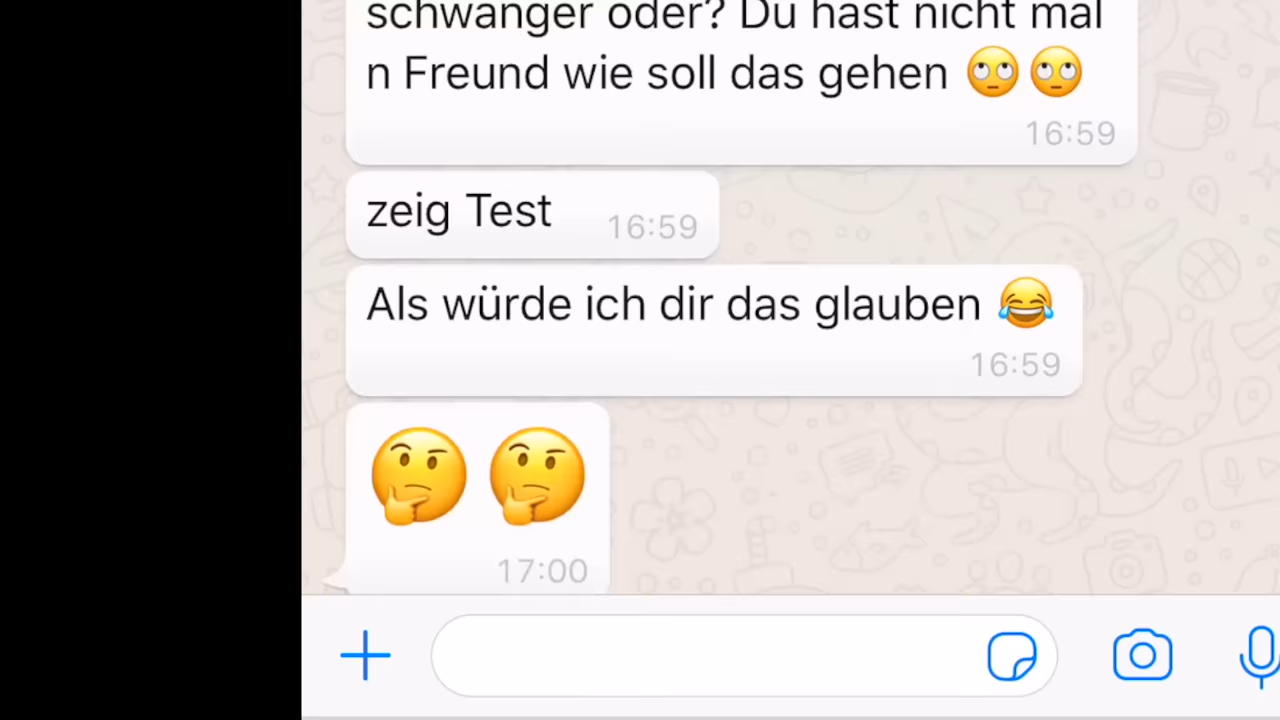 schwanger oder? Du hast nicht mal
n Freund wie soll das gehen 🙄🙄
16:59
zeig Test 16:59
Als würde ich dir das glauben 😂
16:59
🤔🤔
17:00